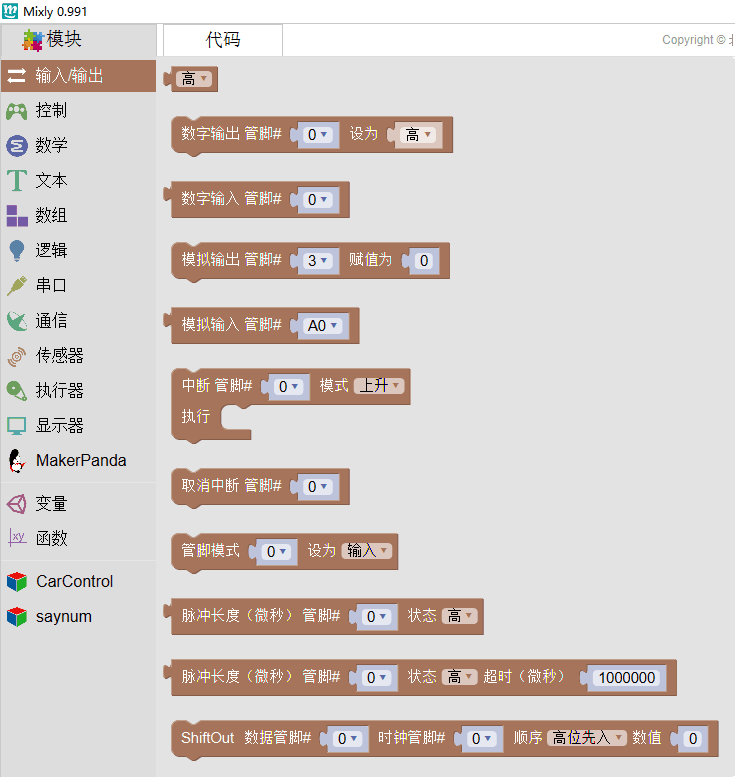 Mixly 0.991
模块
代码
Copyright ©
输入/输出
控制
数学
文本
数组
逻辑
串口
通信
传感器
执行器
显示器
MakerPanda
变量
函数
CarControl
saynum
高
数字输出 管脚# 0 设为 高
数字输入 管脚# 0
模拟输出 管脚# 3 赋值为 0
模拟输入 管脚# A0
中断 管脚# 0 模式 上升
执行
取消中断 管脚# 0
管脚模式 0 设为 输入
脉冲长度（微秒） 管脚# 0 状态 高
脉冲长度（微秒） 管脚# 0 状态 高 超时（微秒） 1000000
ShiftOut 数据管脚# 0 时钟管脚# 0 顺序 高位先入 数值 0